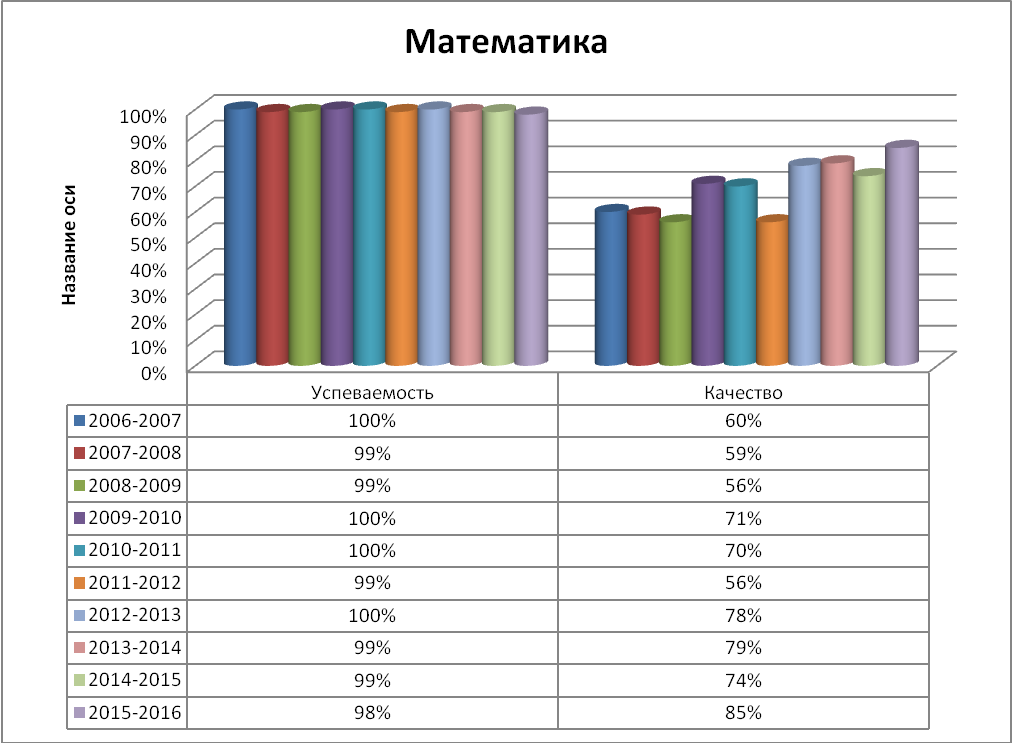 Математика
Название оси
100%
90%
80%
70%
60%
50%
40%
30%
20%
10%
0%
Успеваемость Качество
2006-2007 100% 60%
2007-2008 99% 59%
2008-2009 99% 56%
2009-2010 100% 71%
2010-2011 100% 70%
2011-2012 99% 56%
2012-2013 100% 78%
2013-2014 99% 79%
2014-2015 99% 74%
2015-2016 98% 85%